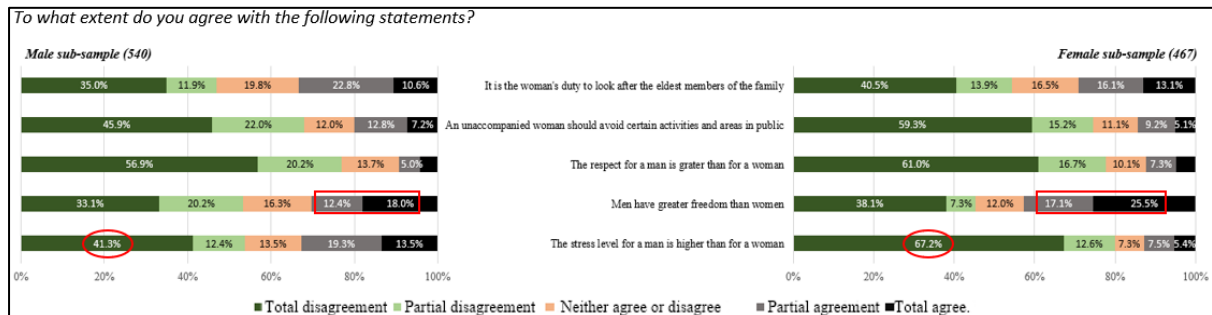 To what extent do you agree with the following statements?
Male sub-sample (540)
Female sub-sample (467)
35.0% 11.9% 19.8% 22.8% 10.6%
It is the woman's duty to look after the eldest members of the family
40.5% 13.9% 16.5% 16.1% 13.1%
45.9% 22.0% 12.0% 12.8% 7.2%
An unaccompanied woman should avoid certain activities and areas in public
59.3% 15.2% 11.1% 9.2% 5.1%
56.9% 20.2% 13.7% 5.0%
The respect for a man is grater than for a woman
61.0% 16.7% 10.1% 7.3%
33.1% 20.2% 16.3% 12.4% 18.0%
Men have greater freedom than women
38.1% 7.3% 12.0% 17.1% 25.5%
41.3% 12.4% 13.5% 19.3% 13.5%
The stress level for a man is higher than for a woman
67.2% 12.6% 7.3% 7.5% 5.4%
0% 20% 40% 60% 80% 100%
0% 20% 40% 60% 80% 100%
Total disagreement Partial disagreement Neither agree or disagree Partial agreement Total agree.